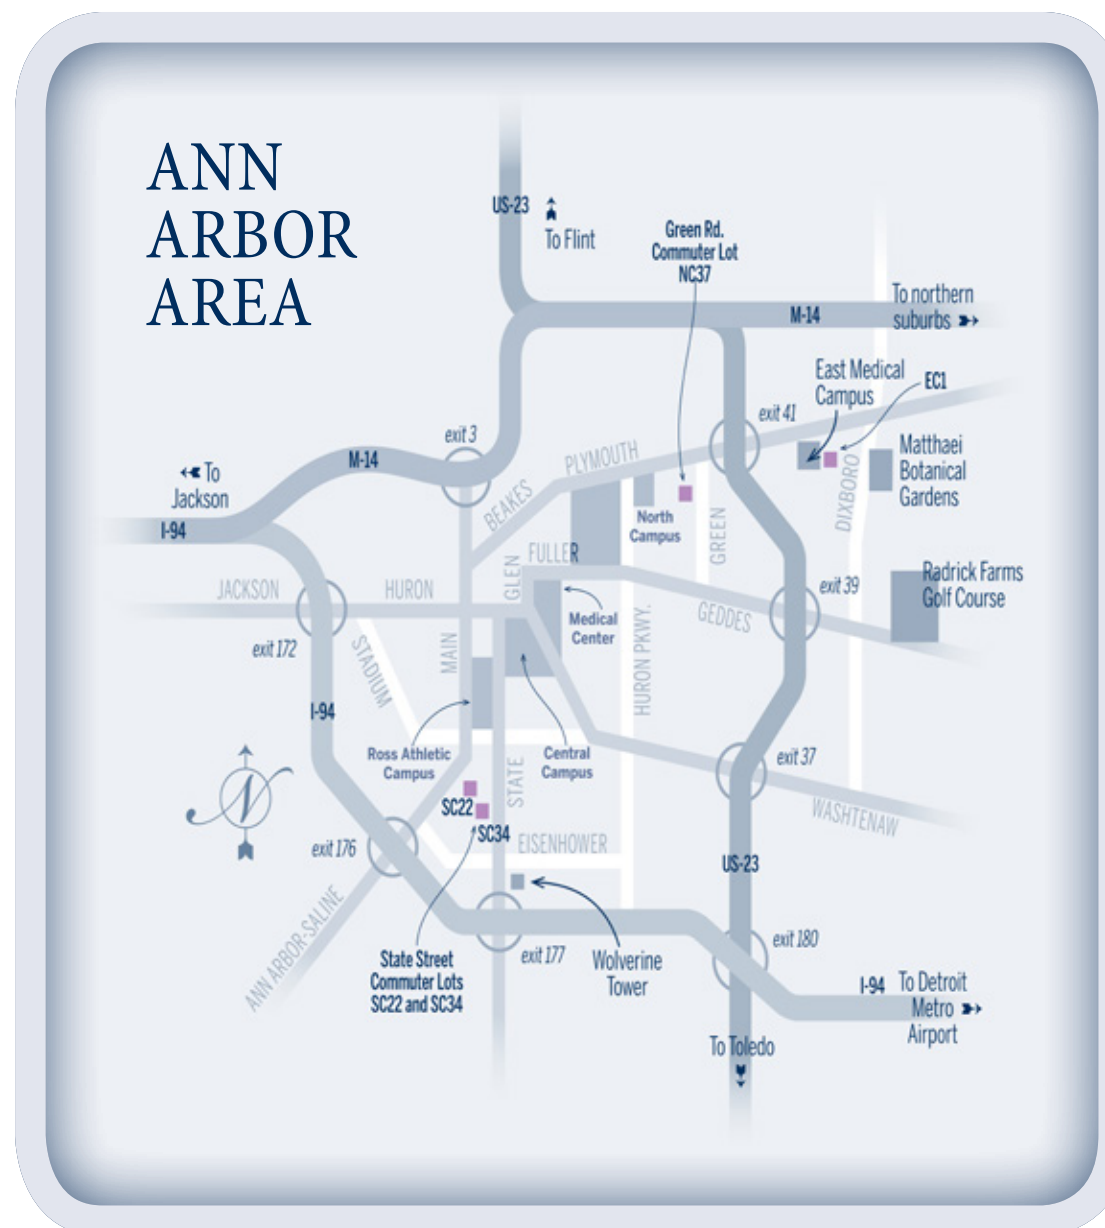 ANN
ARBOR
AREA
US-23
To Flint
Green Rd.
Commuter Lot
NC37
To northern
suburbs
M-14
East Medical
Campus
EC1
exit 41
exit 3
M-14
To
Jackson
I-94
PLYMOUTH
BEAKES
Matthaei
Botanical
Gardens
DIXBORO
North
Campus
GREEN
FULLER
GLEN
JACKSON
HURON
Radrick Farms
Golf Course
exit 39
GEDDES
Medical
Center
exit 172
STADIUM
MAIN
HURON PKWY.
I-94
Ross Athletic
Campus
Central
Campus
STATE
exit 37
WASHTENAW
N
SC22
SC34
EISENHOWER
exit 176
US-23
ANN ARBOR-SALINE
State Street
Commuter Lots
SC22 and SC34
exit 177
Wolverine
Tower
exit 180
I-94
To Detroit
Metro
Airport
To Toledo